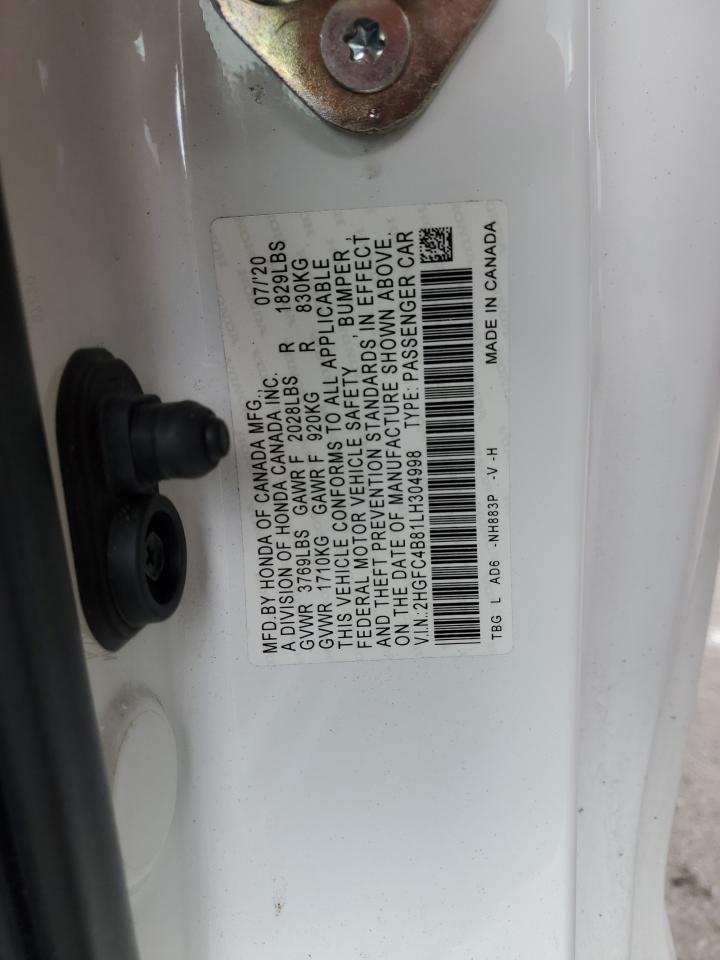 MFD. BY HONDA OF CANADA MFG., 07/'20
A DIVISION OF HONDA CANADA INC.
GVWR 3769LBS GAWR F 2028LBS R 1829LBS
GVWR 1710KG GAWR F 920KG R 830KG
THIS VEHICLE CONFORMS TO ALL APPLICABLE
FEDERAL MOTOR VEHICLE SAFETY , BUMPER ,
AND THEFT PREVENTION STANDARDS IN EFFECT
ON THE DATE OF MANUFACTURE SHOWN ABOVE.
V.I.N.:2HGFC4B81LH304998 TYPE: PASSENGER CAR
TBG L AD6 -NH883P -V -H MADE IN CANADA